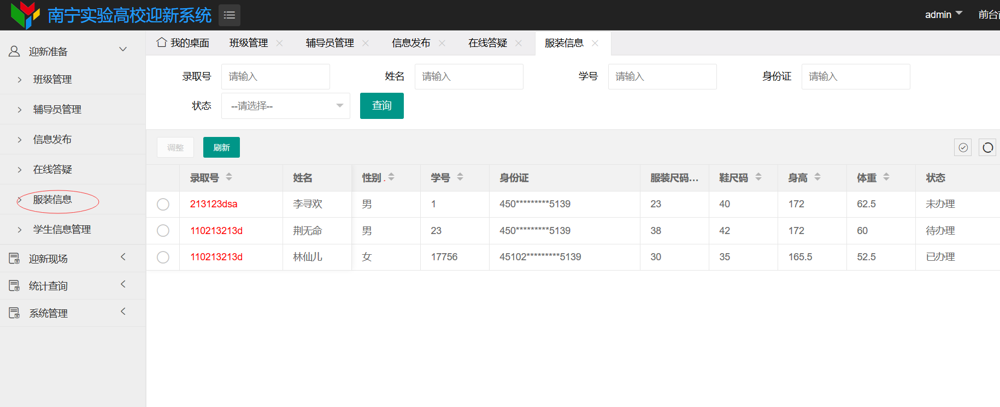 南宁实验高校迎新系统
admin
前台
迎新准备
班级管理
辅导员管理
信息发布
在线答疑
服装信息
学生信息管理
迎新现场
统计查询
系统管理
我的桌面 班级管理 辅导员管理 信息发布 在线答疑 服装信息
录取号 请输入 姓名 请输入 学号 请输入 身份证 请输入
状态 --请选择-- 查询
调整 刷新
录取号 姓名 性别 学号 身份证 服装尺码... 鞋尺码 身高 体重 状态
213123dsa 李寻欢 男 1 450*********5139 23 40 172 62.5 未办理
110213213d 荆无命 男 23 450*********5139 38 42 172 60 待办理
110213213d 林仙儿 女 17756 45102*********5139 30 35 165.5 52.5 已办理